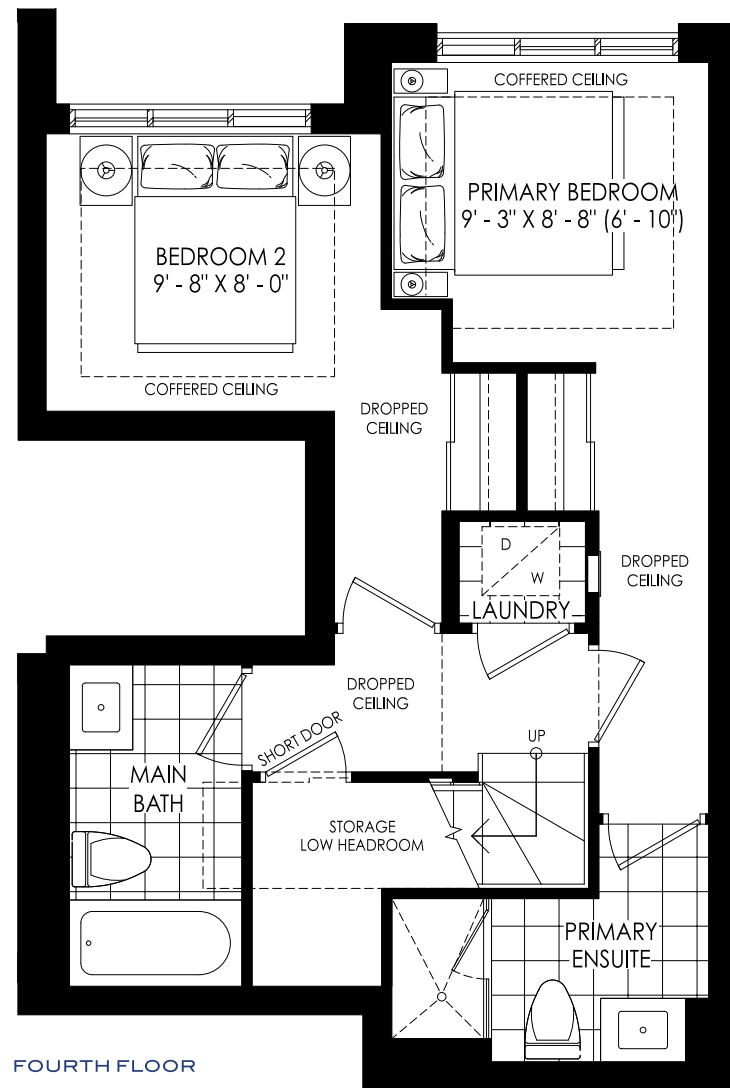 COFFERED CEILING
PRIMARY BEDROOM
9' - 3" X 8' - 8" (6' - 10")
BEDROOM 2
9' - 8" X 8' - 0"
COFFERED CEILING
DROPPED
CEILING
D
W
LAUNDRY
DROPPED
CEILING
DROPPED
CEILING
SHORT DOOR
UP
MAIN
BATH
STORAGE
LOW HEADROOM
PRIMARY
ENSUITE
FOURTH FLOOR